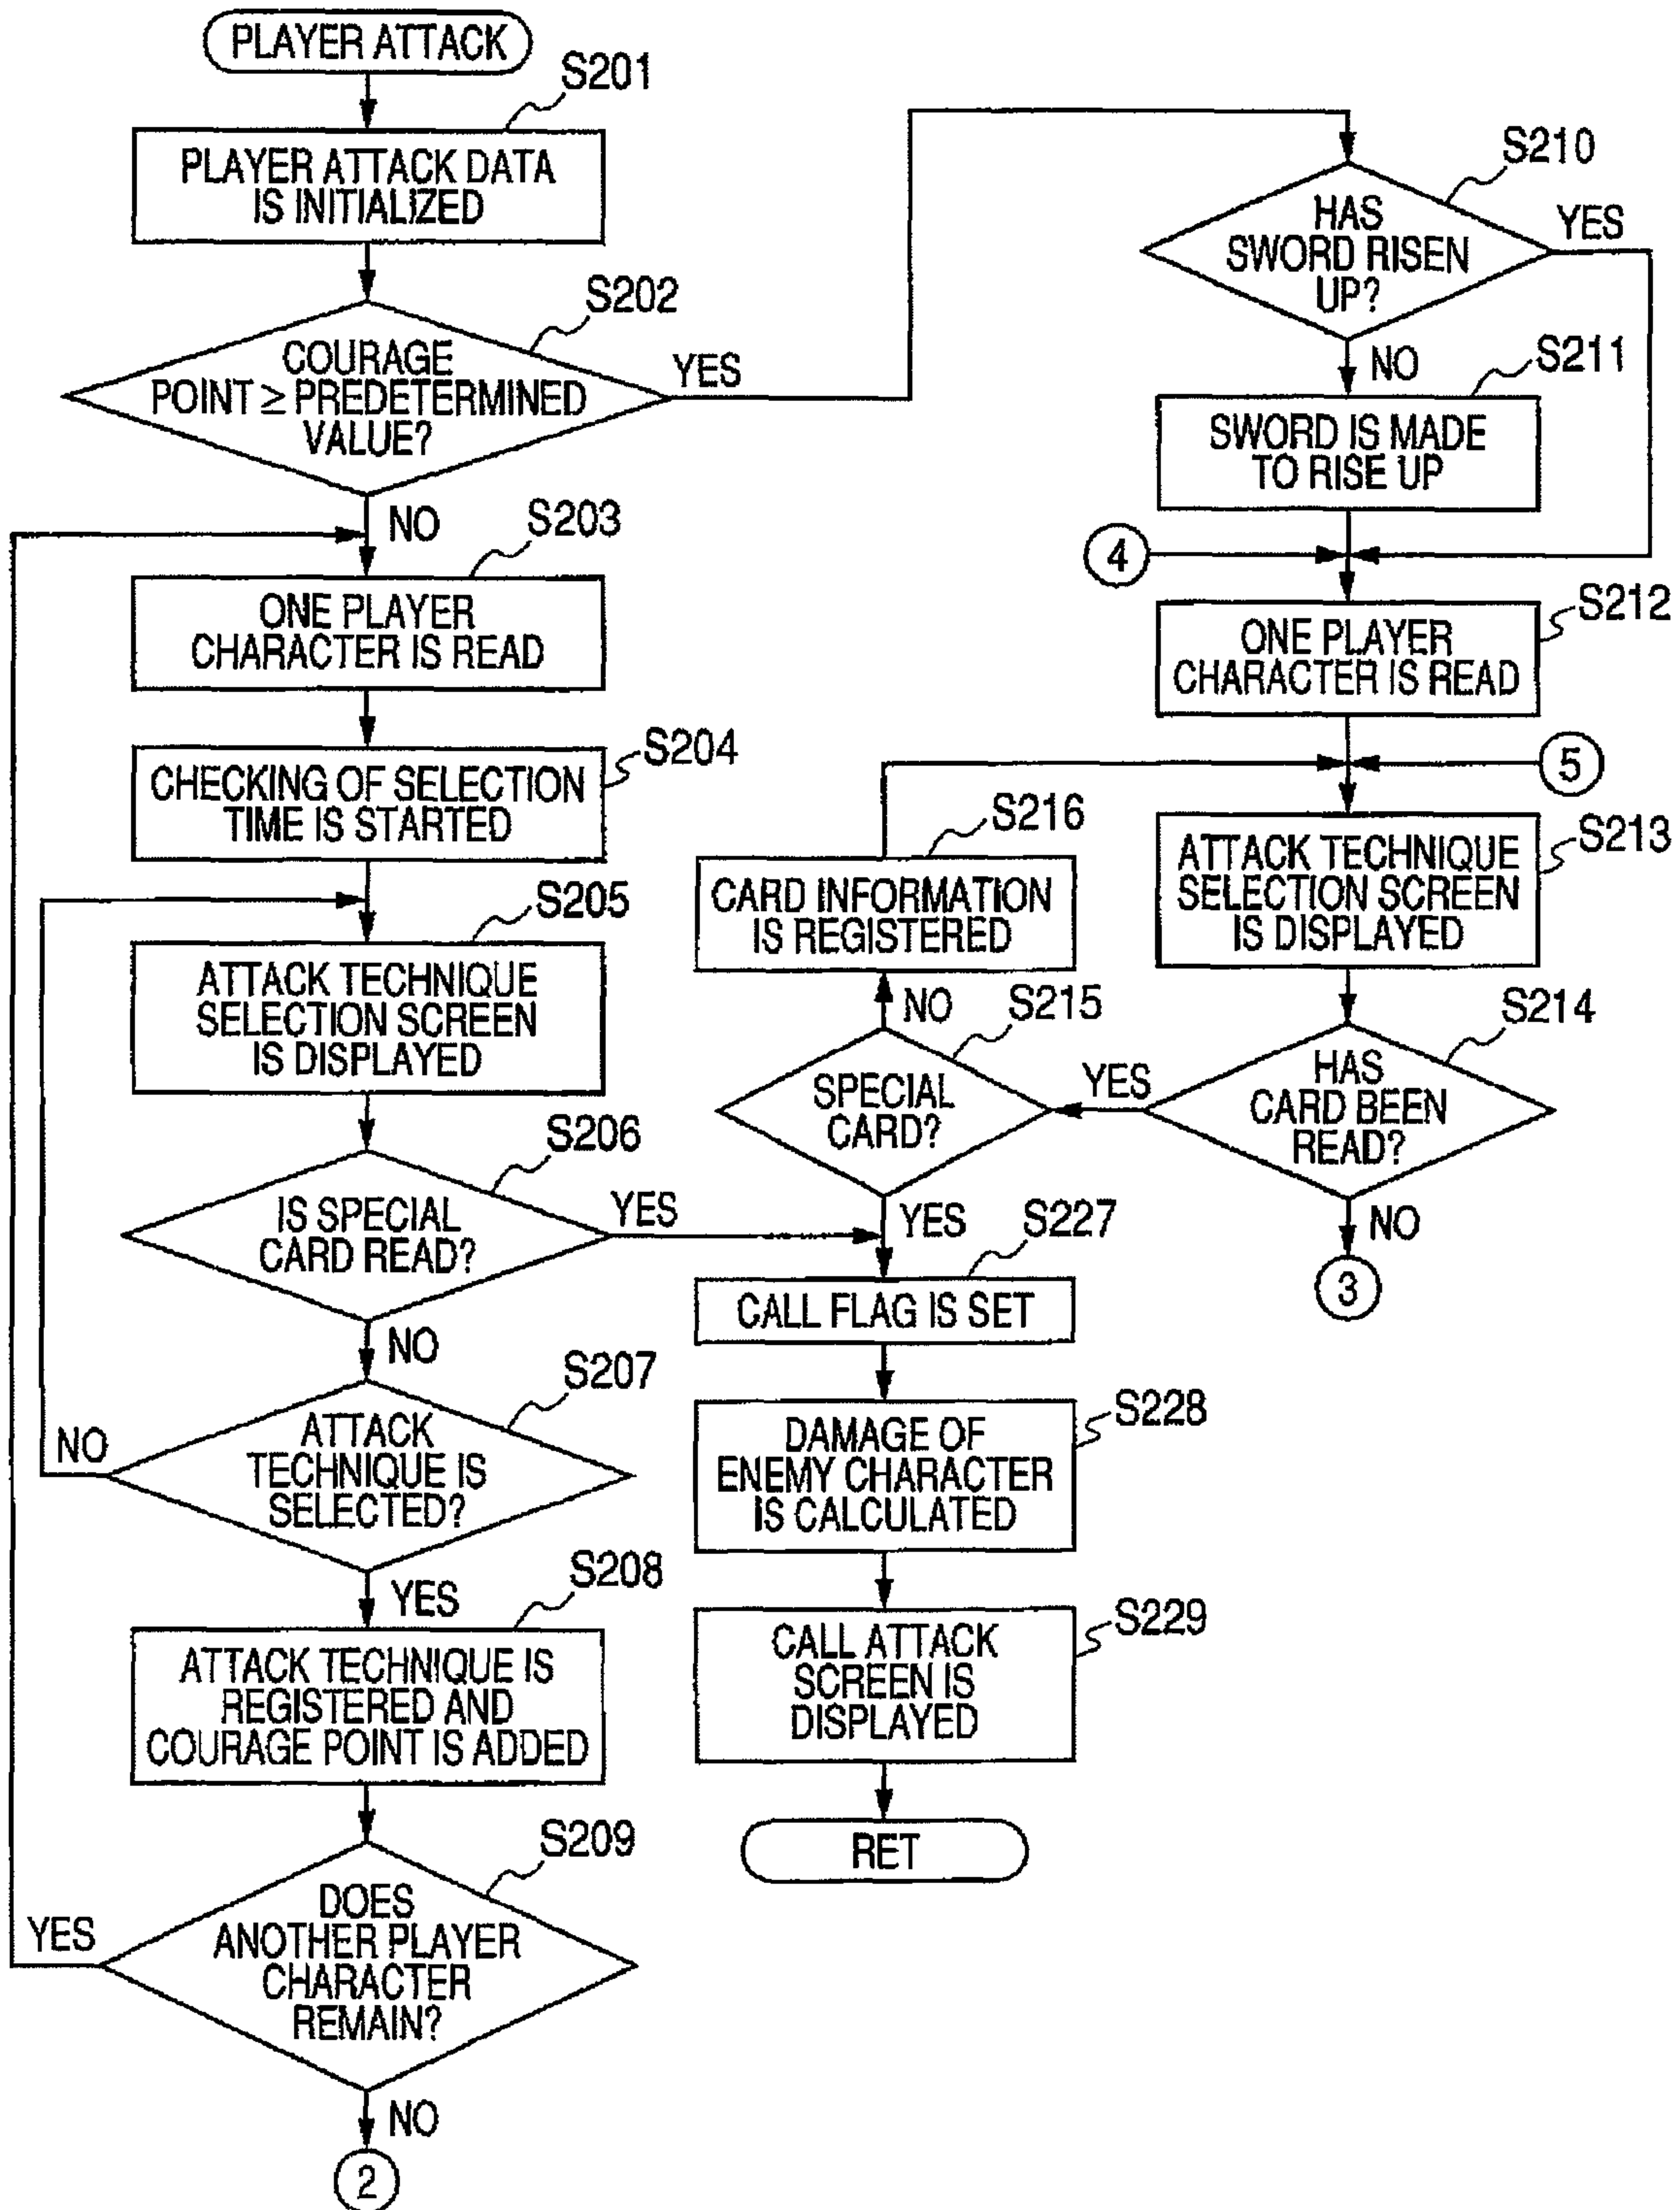 PLAYER ATTACK
S201
PLAYER ATTACK DATA
IS INITIALIZED
S202
COURAGE
POINT ≥ PREDETERMINED
VALUE?
YES
NO
S203
ONE PLAYER
CHARACTER IS READ
S204
CHECKING OF SELECTION
TIME IS STARTED
S205
ATTACK TECHNIQUE
SELECTION SCREEN
IS DISPLAYED
S206
IS SPECIAL
CARD READ?
YES
NO
S207
ATTACK
TECHNIQUE IS
SELECTED?
NO
YES
S208
ATTACK TECHNIQUE IS
REGISTERED AND
COURAGE POINT IS ADDED
S209
DOES
ANOTHER PLAYER
CHARACTER
REMAIN?
YES
NO
2
S210
HAS
SWORD RISEN
UP?
YES
NO
S211
SWORD IS MADE
TO RISE UP
4
S212
ONE PLAYER
CHARACTER IS READ
5
S213
ATTACK TECHNIQUE
SELECTION SCREEN
IS DISPLAYED
S214
HAS
CARD BEEN
READ?
YES
NO
3
S215
SPECIAL
CARD?
NO
YES
S216
CARD INFORMATION
IS REGISTERED
S227
CALL FLAG IS SET
S228
DAMAGE OF
ENEMY CHARACTER
IS CALCULATED
S229
CALL ATTACK
SCREEN IS
DISPLAYED
RET